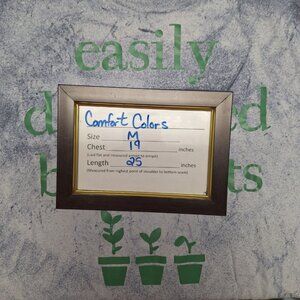 easily
d
ed
Comfort Colors
Size M
Chest 19 inches
(Laid flat and measured armpit to armpit)
Length 25 inches
(Measured from highest point of shoulder to bottom seam)
b
ts